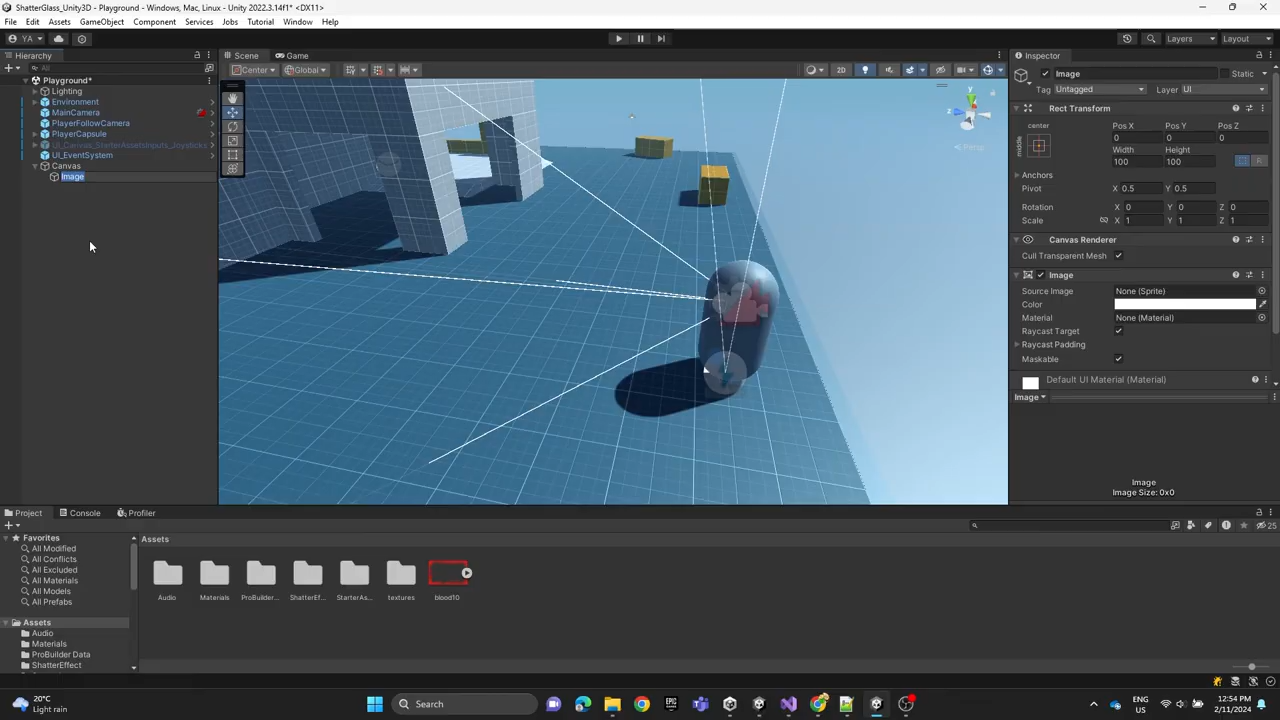 ShatterGlass_Unity3D - Playground - Windows, Mac, Linux - Unity 2022.3.14f1* <DX11>
File Edit Assets GameObject Component Services Jobs Tutorial Window Help
YA
Layers Layout
Hierarchy Scene Game Inspector
All Center Global 2D
Image Static
Tag Untagged Layer UI
Playground*
Lighting
Environment
MainCamera
PlayerFollowCamera
PlayerCapsule
UI_Canvas_StarterAssetsInputs_Joysticks
UI_EventSystem
Canvas
Image
y
Persp
Rect Transform
center Pos X Pos Y Pos Z
middle 0 0 0
Width Height
100 100 R
Anchors
Pivot X 0.5 Y 0.5
Rotation X 0 Y 0 Z 0
Scale X 1 Y 1 Z 1
Canvas Renderer
Cull Transparent Mesh
Image
Source Image None (Sprite)
Color
Material None (Material)
Raycast Target
Raycast Padding
Maskable
Default UI Material (Material)
Image
Image
Image Size: 0x0
Project Console Profiler
25
Favorites
All Modified
All Conflicts
All Excluded
All Materials
All Models
All Prefabs
Assets
Audio
Materials
ProBuilder Data
ShatterEffect
Assets
Audio Materials ProBuilder... ShatterEf... StarterAs... textures blood10
20°C
Light rain
Search
EPIC
ENG
US
12:54 PM
2/11/2024